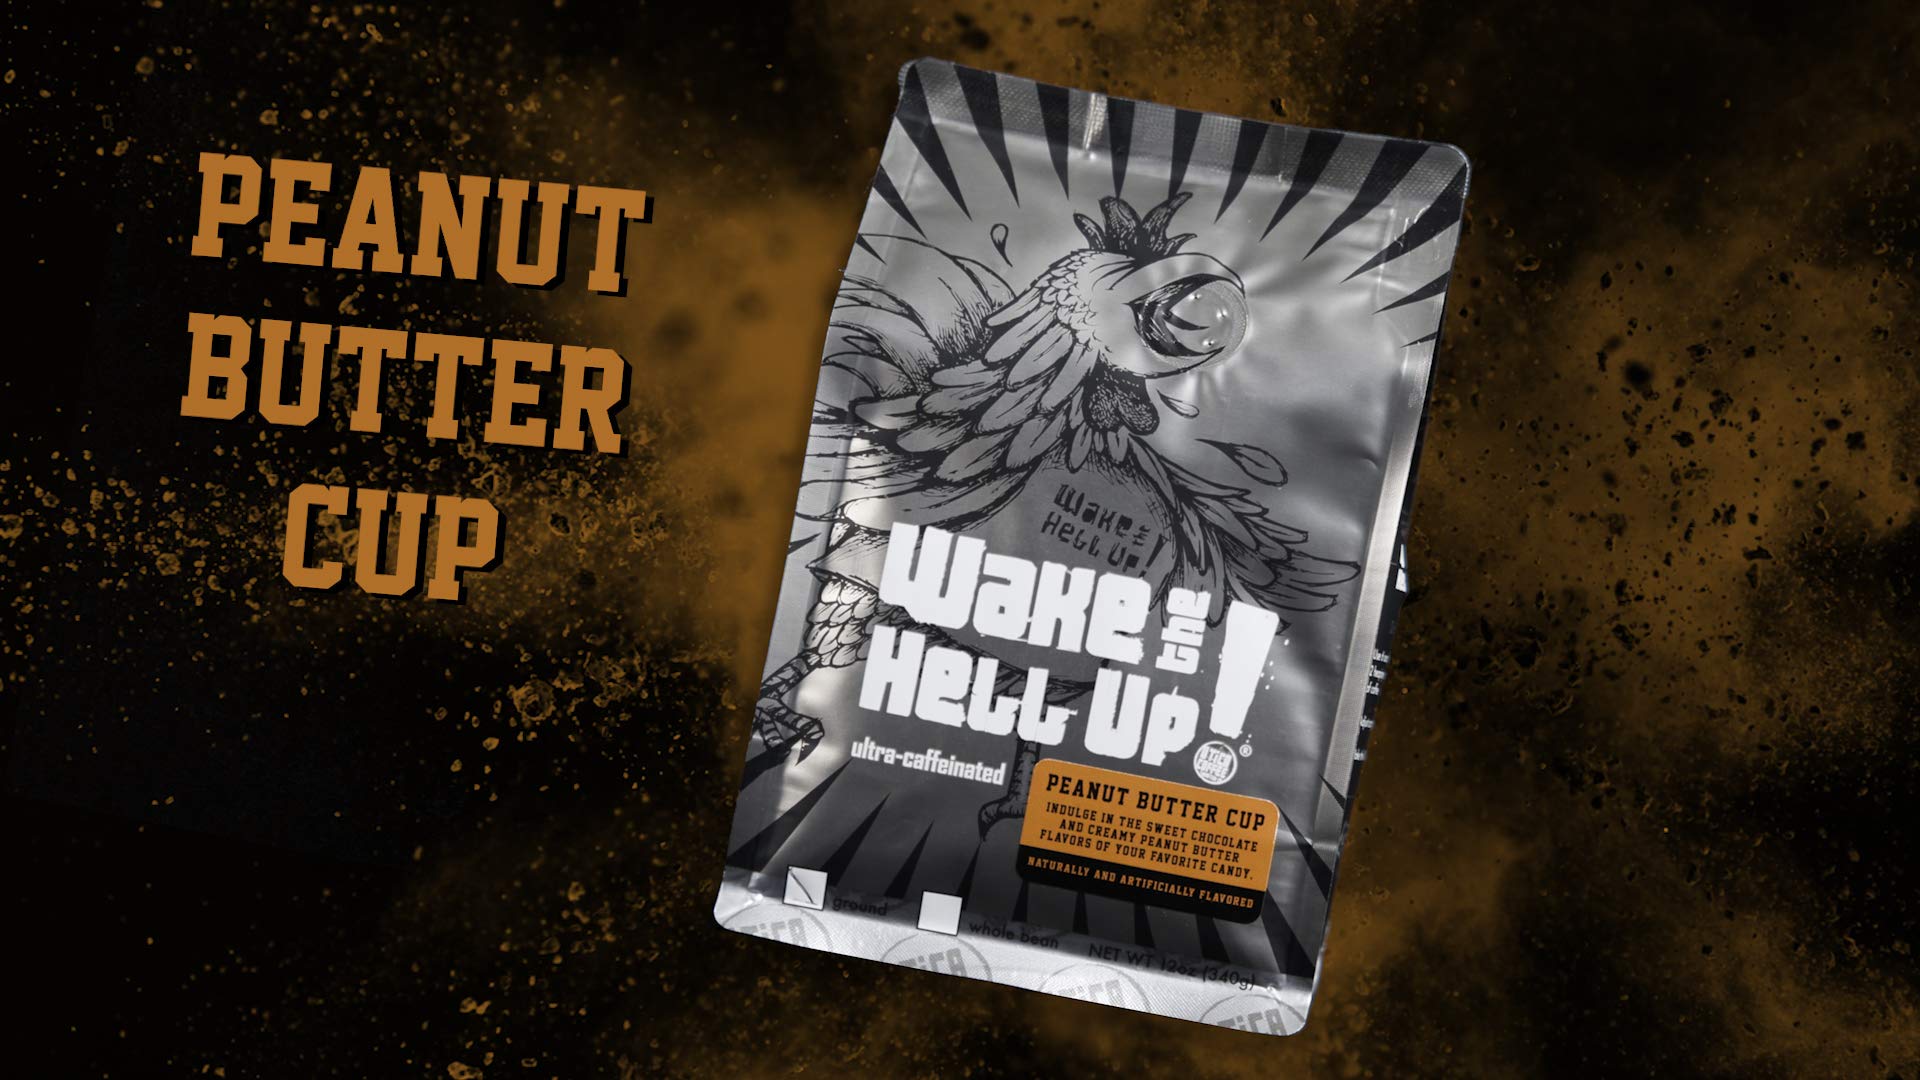 PEANUT
BUTTER
CUP
Wake the
Hell Up!
Wake the
Hell Up!
®
UTICA
COFFEE
ultra-caffeinated
PEANUT BUTTER CUP
INDULGE IN THE SWEET CHOCOLATE
AND CREAMY PEANUT BUTTER
FLAVORS OF YOUR FAVORITE CANDY.
NATURALLY AND ARTIFICIALLY FLAVORED
ground
whole bean
NET WT 12oz (340g)